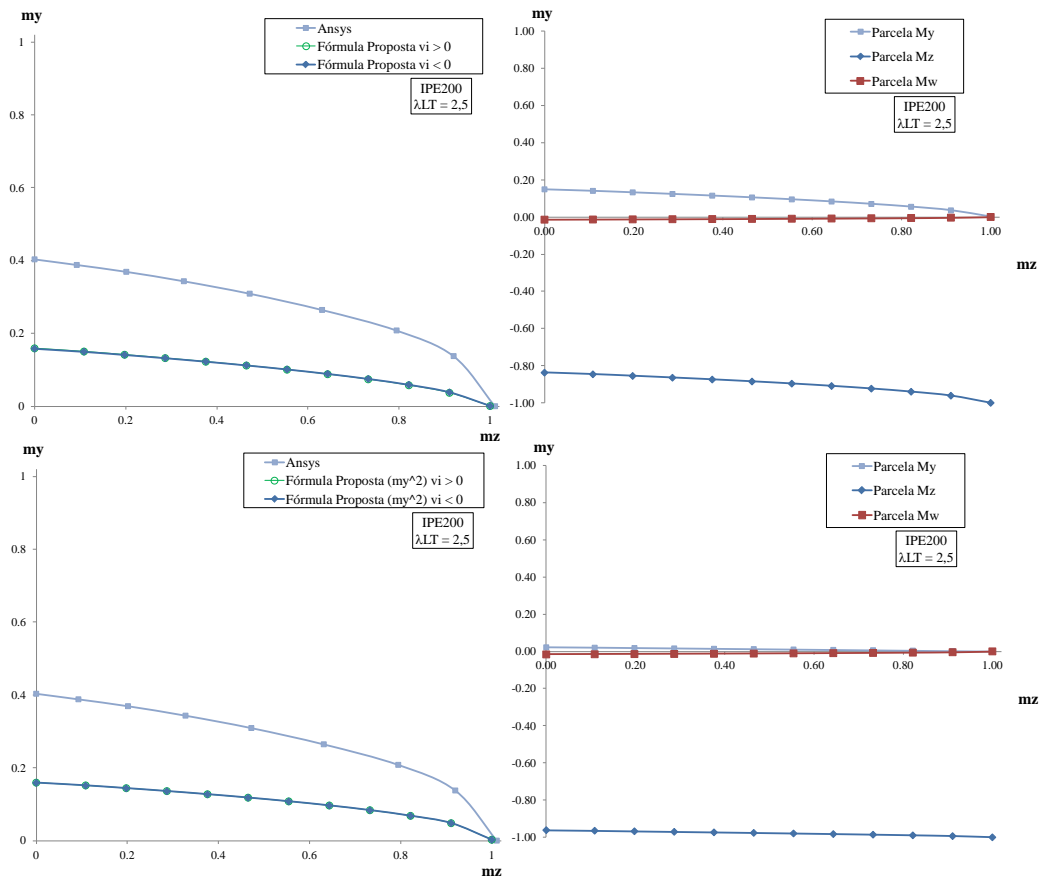 my
Ansys
Fórmula Proposta vi > 0
Fórmula Proposta vi < 0
IPE200
λLT = 2,5
1
0.8
0.6
0.4
0.2
0
0 0.2 0.4 0.6 0.8 1
mz
my
Parcela My
Parcela Mz
Parcela Mw
IPE200
λLT = 2,5
1.00
0.80
0.60
0.40
0.20
0.00
-0.20
-0.40
-0.60
-0.80
-1.00
0.00 0.20 0.40 0.60 0.80 1.00
mz
my
Ansys
Fórmula Proposta (my^2) vi > 0
Fórmula Proposta (my^2) vi < 0
IPE200
λLT = 2,5
1
0.8
0.6
0.4
0.2
0
0 0.2 0.4 0.6 0.8 1
mz
my
Parcela My
Parcela Mz
Parcela Mw
IPE200
λLT = 2,5
1.00
0.80
0.60
0.40
0.20
0.00
-0.20
-0.40
-0.60
-0.80
-1.00
0.00 0.20 0.40 0.60 0.80 1.00
mz